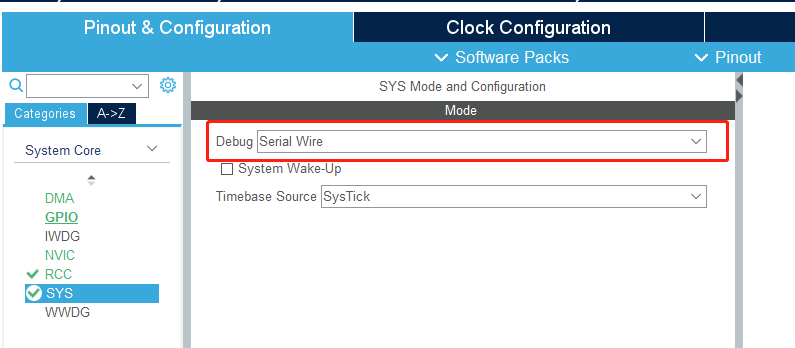 Pinout & Configuration
Clock Configuration
Software Packs
Pinout
Categories
A->Z
System Core
DMA
GPIO
IWDG
NVIC
RCC
SYS
WWDG
SYS Mode and Configuration
Mode
Debug Serial Wire
System Wake-Up
Timebase Source SysTick